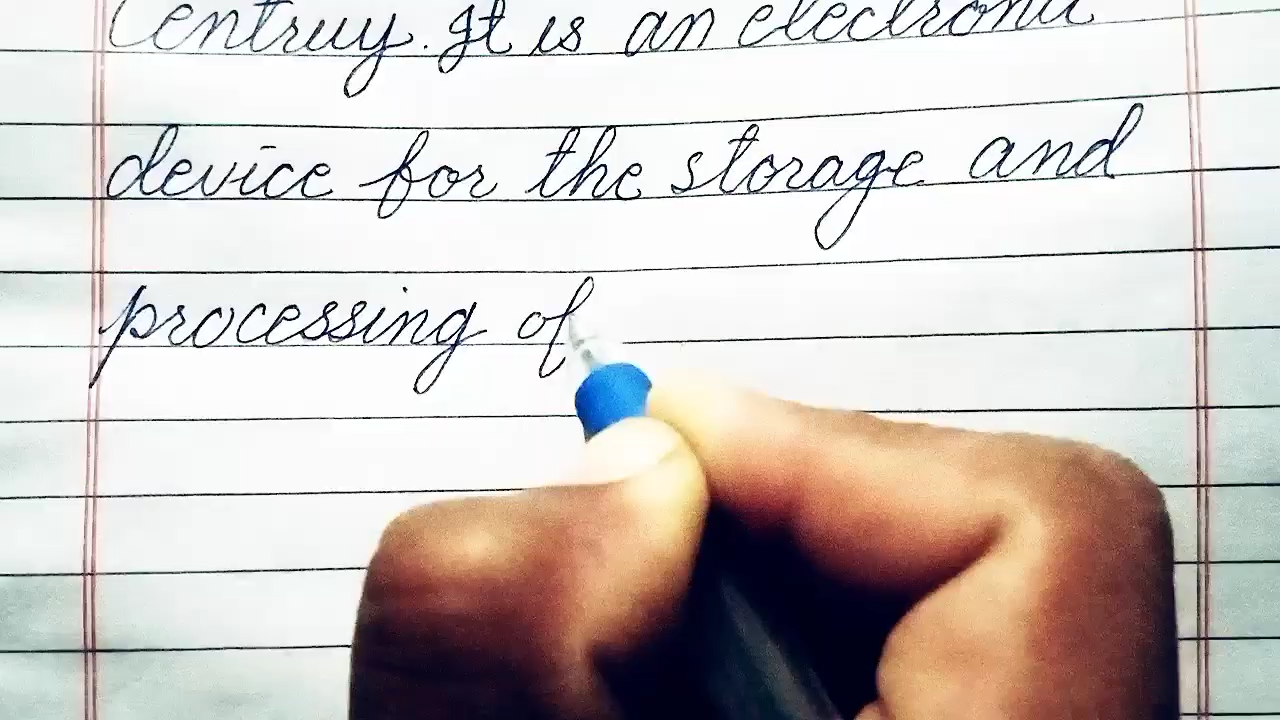 Centruy. It is an electronic
device for the storage and
processing of